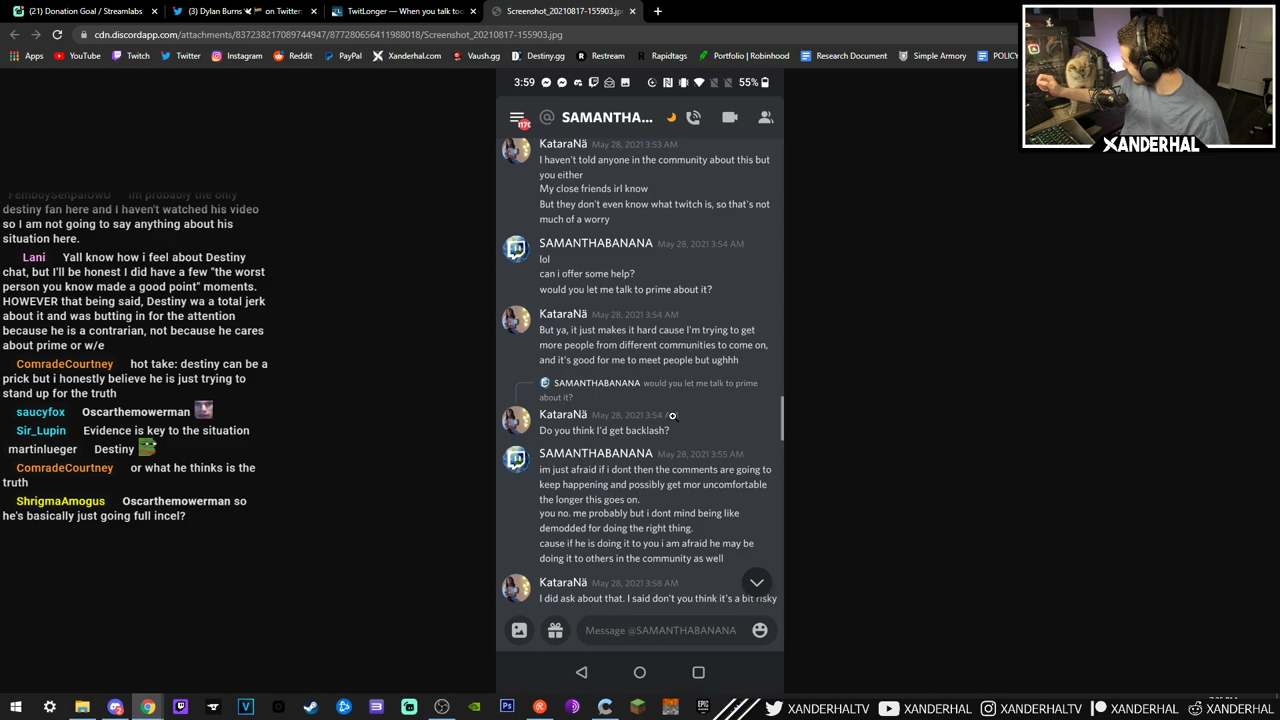 (21) Donation Goal / Streamlabs
(3) Dylan Burns on Twitter:
TwitLonger — When you talk too
Screenshot_20210817-155903.jpg
cdn.discordapp.com/attachments/837238217089744947/877280656411988018/Screenshot_20210817-155903.jpg
Apps YouTube Twitch Twitter Instagram Reddit PayPal Xanderhal.com Vaush.gg Destiny.gg Restream Rapidtags Portfolio | Robinhood Research Document Simple Armory POLIC
XANDERHAL
3:59 55%
@ SAMANTHA...
KataraNä May 28, 2021 3:53 AM
I haven't told anyone in the community about this but
you either
My close friends irl know
But they don't even know what twitch is, so that's not
much of a worry
SAMANTHABANANA May 28, 2021 3:54 AM
lol
can i offer some help?
would you let me talk to prime about it?
KataraNä May 28, 2021 3:54 AM
But ya, it just makes it hard cause I'm trying to get
more people from different communities to come on,
and it's good for me to meet people but ughhh
SAMANTHABANANA would you let me talk to prime
about it?
KataraNä May 28, 2021 3:54
Do you think I'd get backlash?
SAMANTHABANANA May 28, 2021 3:55 AM
im just afraid if i dont then the comments are going to
keep happening and possibly get mor uncomfortable
the longer this goes on.
you no. me probably but i dont mind being like
demodded for doing the right thing.
cause if he is doing it to you i am afraid he may be
doing it to others in the community as well
KataraNä May 28, 2021 3:58 AM
I did ask about that. I said don't you think it's a bit risky
Message @SAMANTHABANANA
FemboySenpaiUwU Im probably the only
destiny fan here and I haven't watched his video
so I am not going to say anything about his
situation here.
Lani Yall know how i feel about Destiny
chat, but I'll be honest I did have a few "the worst
person you know made a good point" moments.
HOWEVER that being said, Destiny wa a total jerk
about it and was butting in for the attention
because he is a contrarian, not because he cares
about prime or w/e
ComradeCourtney hot take: destiny can be a
prick but i honestly believe he is just trying to
stand up for the truth
saucyfox Oscarthemowerman
Sir_Lupin Evidence is key to the situation
martinlueger Destiny
ComradeCourtney or what he thinks is the
truth
ShrigmaAmogus Oscarthemowerman so
he's basically just going full incel?
XANDERHALTV XANDERHAL XANDERHALTV XANDERHAL XANDERHAL